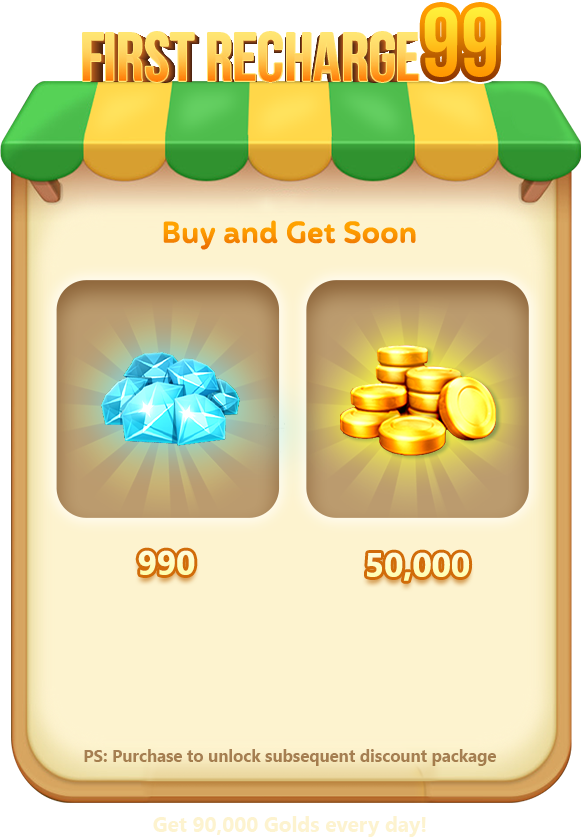 FIRST RECHARGE 99
Buy and Get Soon
990
50,000
PS: Purchase to unlock subsequent discount package
Get 90,000 Golds every day!